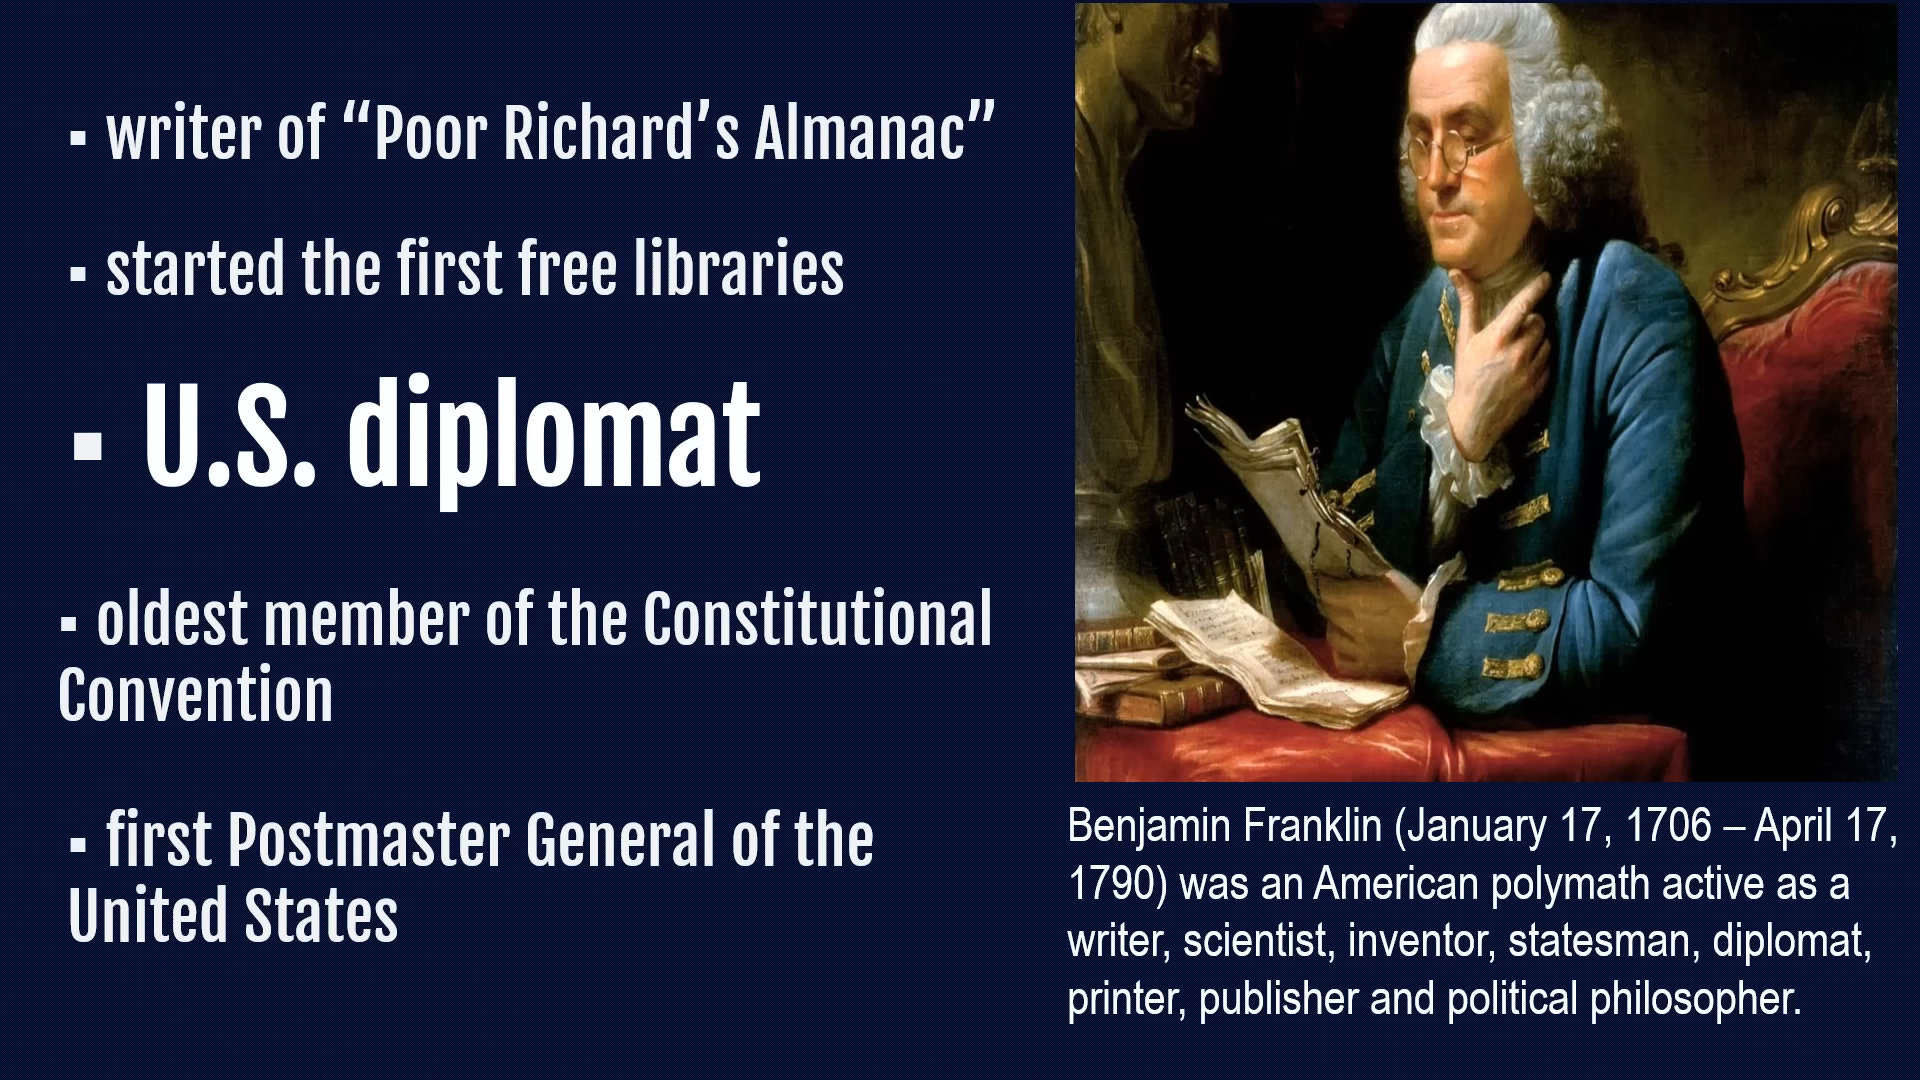 ▪ writer of “Poor Richard’s Almanac”
▪ started the first free libraries
▪ U.S. diplomat
▪ oldest member of the Constitutional
Convention
▪ first Postmaster General of the
United States
Benjamin Franklin (January 17, 1706 – April 17,
1790) was an American polymath active as a
writer, scientist, inventor, statesman, diplomat,
printer, publisher and political philosopher.